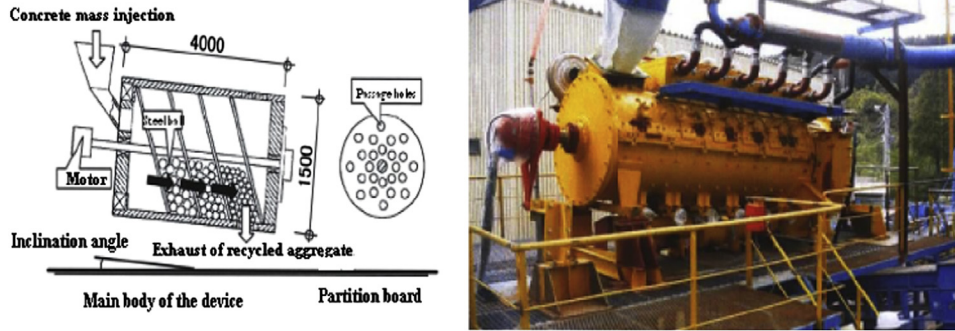 Concrete mass injection
4000
Passage holes
Steel ball
1500
Motor
Inclination angle
Exhaust of recycled aggregate
Main body of the device
Partition board